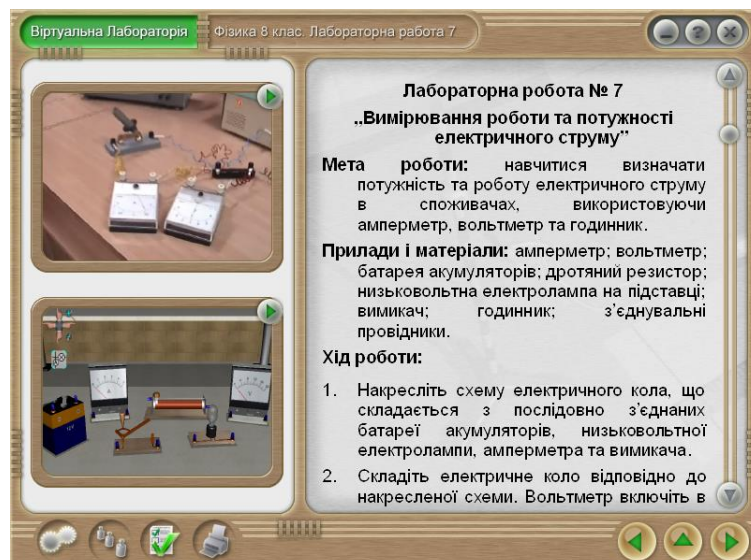 Віртуальна Лабораторія
Фізика 8 клас. Лабораторна работа 7
Лабораторна робота № 7
„Вимірювання роботи та потужності
електричного струму”
Мета роботи: навчитися визначати
потужність та роботу електричного струму
в споживачах, використовуючи
амперметр, вольтметр та годинник.
Прилади і матеріали: амперметр; вольтметр;
батарея акумуляторів; дротяний резистор;
низьковольтна електролампа на підставці;
вимикач; годинник; з’єднувальні
провідники.
Хід роботи:
1. Накресліть схему електричного кола, що
складається з послідовно з’єднаних
батареї акумуляторів, низьковольтної
електролампи, амперметра та вимикача.
2. Складіть електричне коло відповідно до
накресленої схеми. Вольтметр включіть в